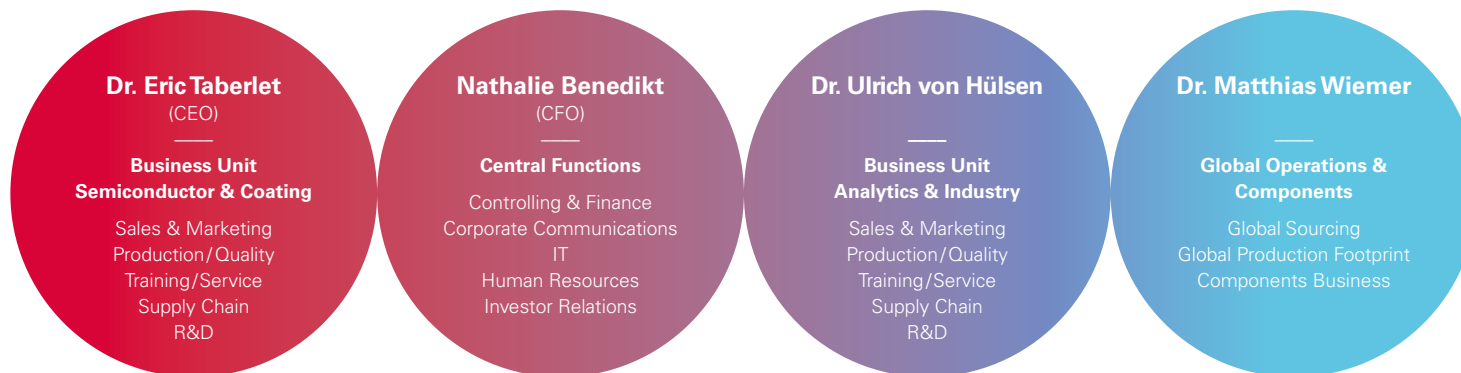 Dr. Eric Taberlet
(CEO)
Business Unit
Semiconductor & Coating
Sales & Marketing
Production/Quality
Training/Service
Supply Chain
R&D
Nathalie Benedikt
(CFO)
Central Functions
Controlling & Finance
Corporate Communications
IT
Human Resources
Investor Relations
Dr. Ulrich von Hülsen
Business Unit
Analytics & Industry
Sales & Marketing
Production/Quality
Training/Service
Supply Chain
R&D
Dr. Matthias Wiemer
Global Operations &
Components
Global Sourcing
Global Production Footprint
Components Business